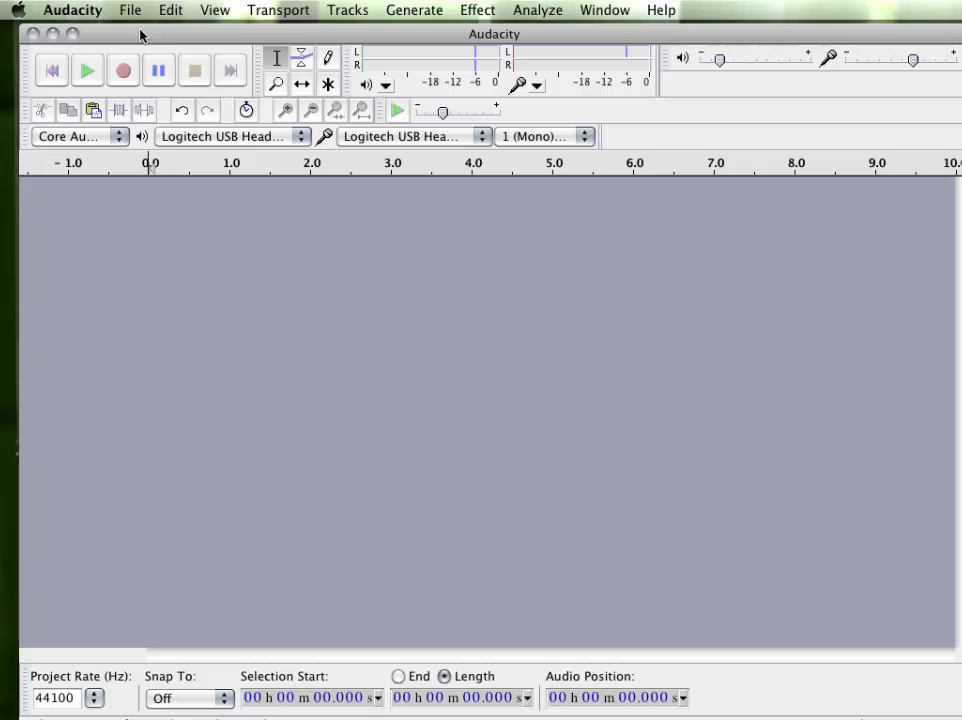 Audacity File Edit View Transport Tracks Generate Effect Analyze Window Help
Audacity
L
R
-18 -12 -6 0
L
R
-18 -12 -6 0
- +
- +
- +
Core Au... Logitech USB Head... Logitech USB Hea... 1 (Mono)...
- 1.0 0.0 1.0 2.0 3.0 4.0 5.0 6.0 7.0 8.0 9.0 10.
Project Rate (Hz): Snap To: Selection Start: End Length Audio Position:
44100 Off 00 h 00 m 00.000 s 00 h 00 m 00.000 s 00 h 00 m 00.000 s